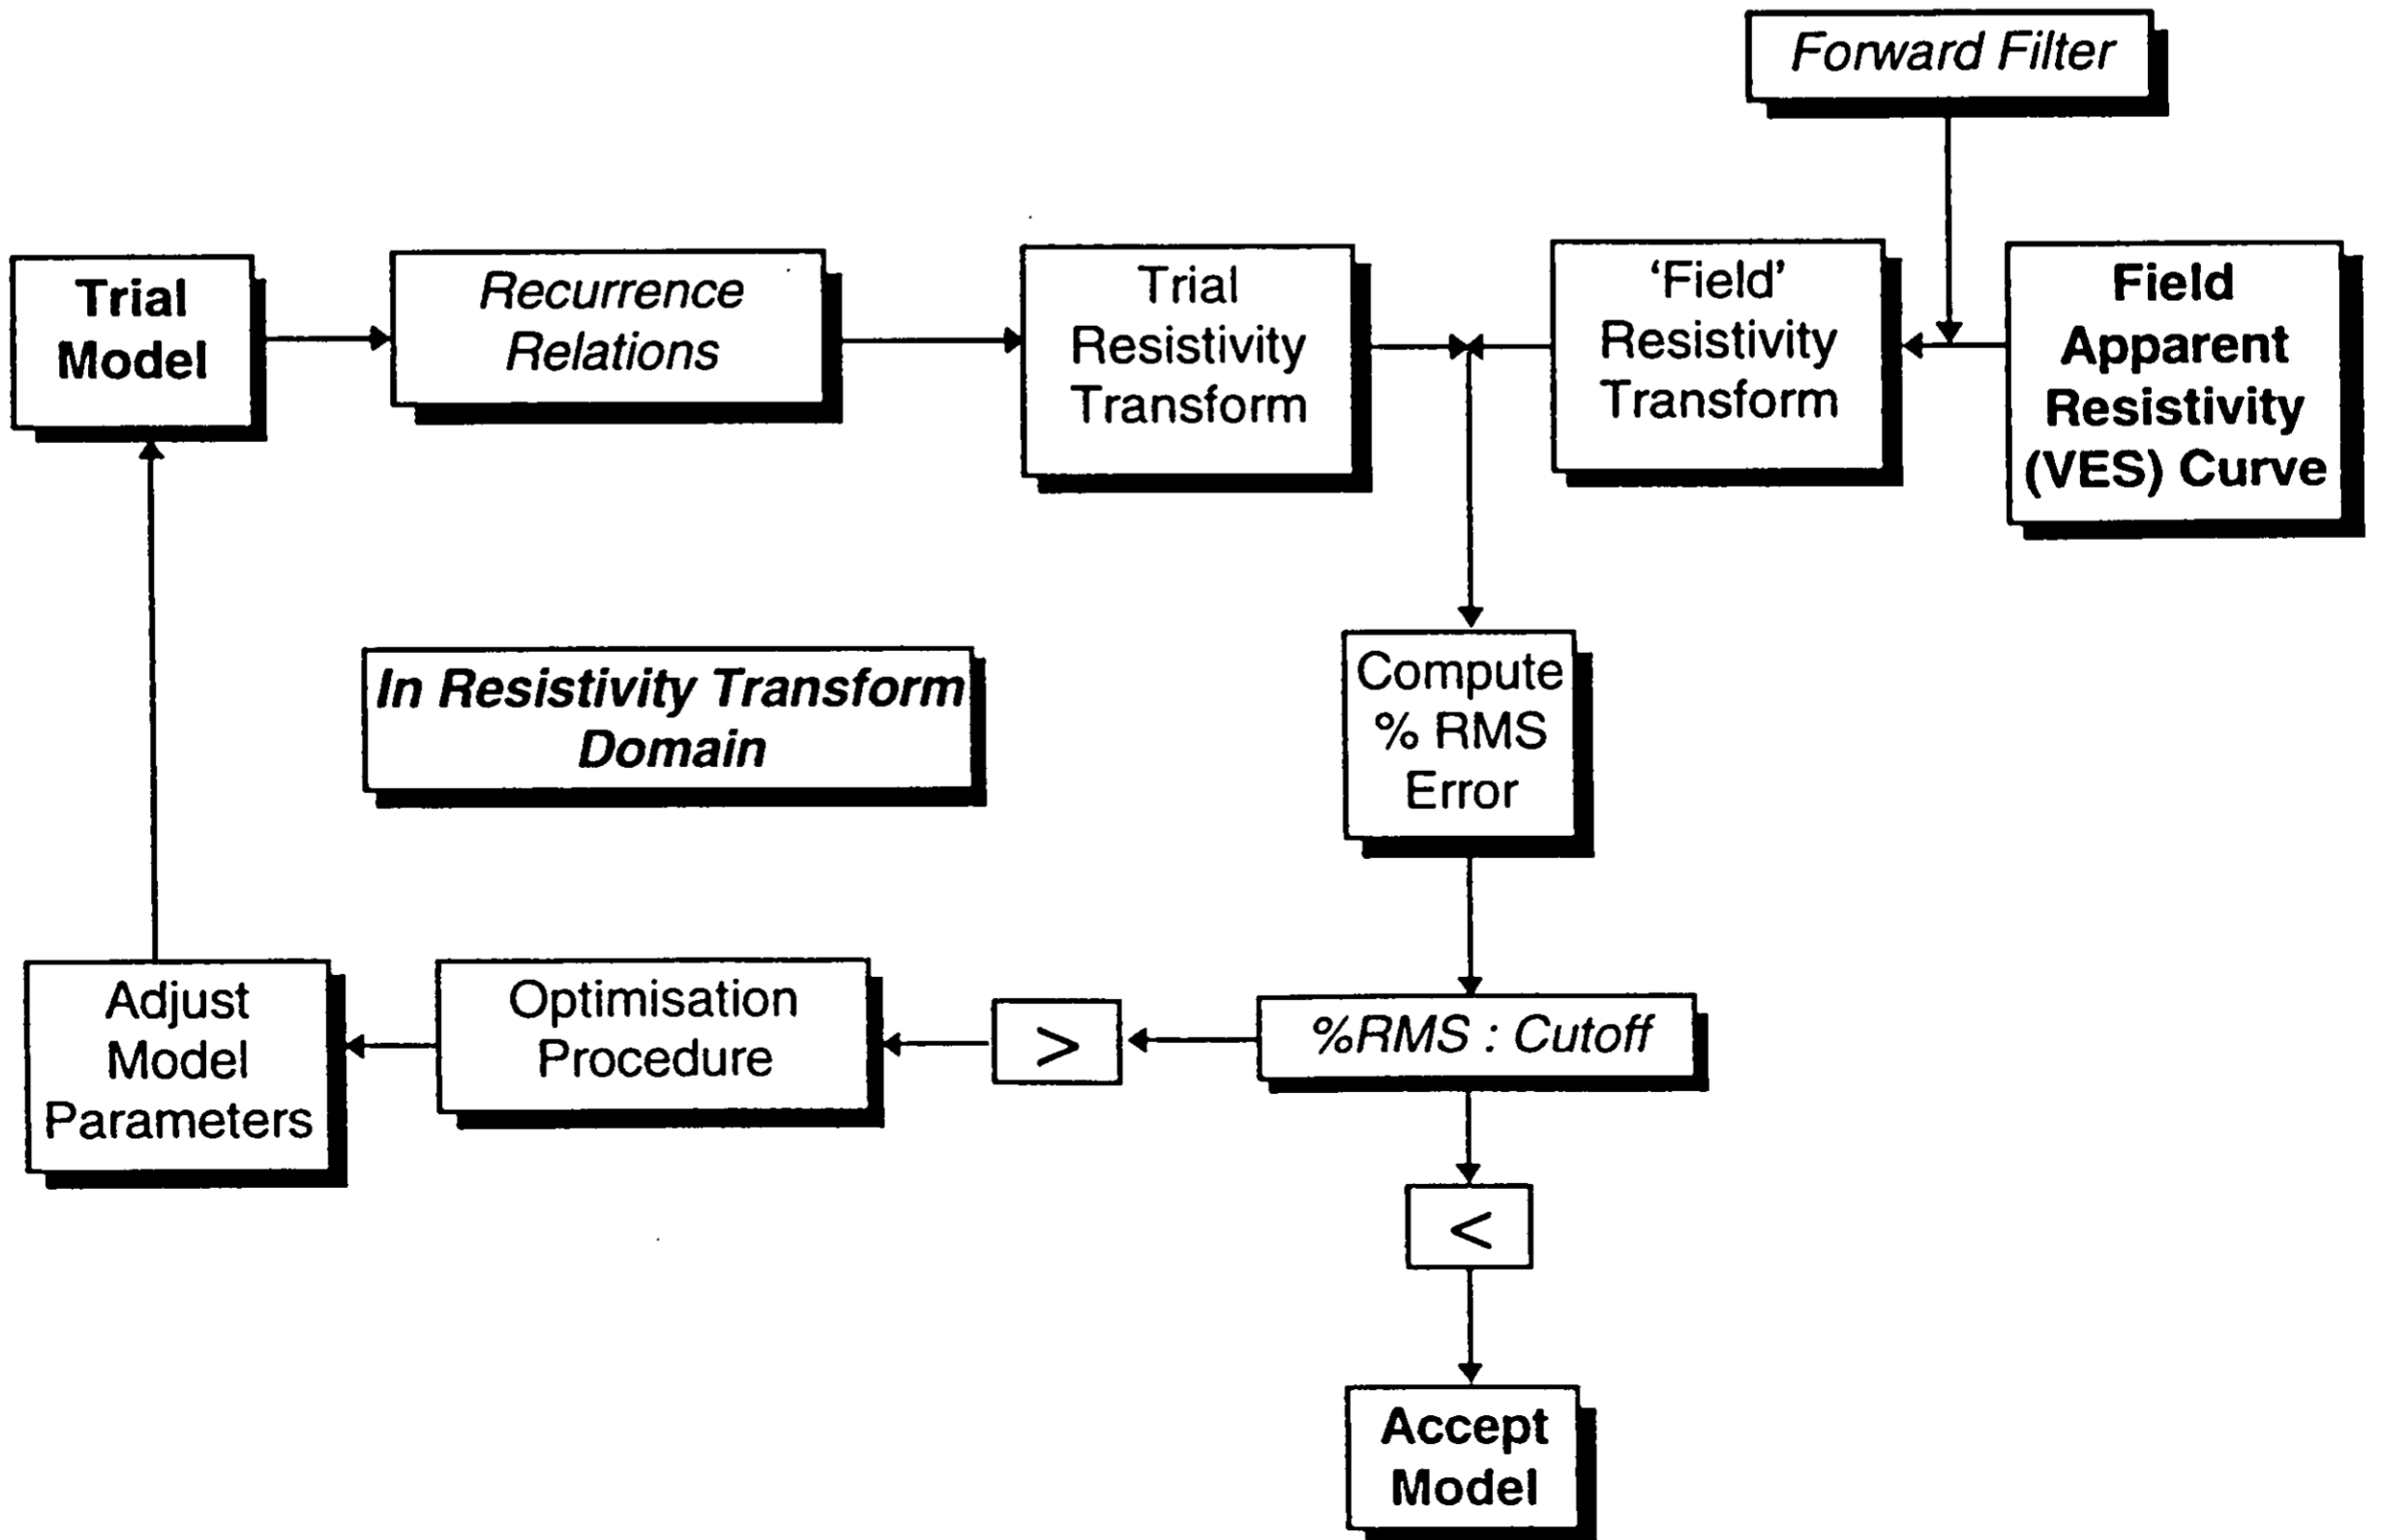 Forward Filter
Trial
Model
Recurrence
Relations
Trial
Resistivity
Transform
‘Field’
Resistivity
Transform
Field
Apparent
Resistivity
(VES) Curve
In Resistivity Transform
Domain
Compute
% RMS
Error
Adjust
Model
Parameters
Optimisation
Procedure
>
%RMS : Cutoff
<
Accept
Model